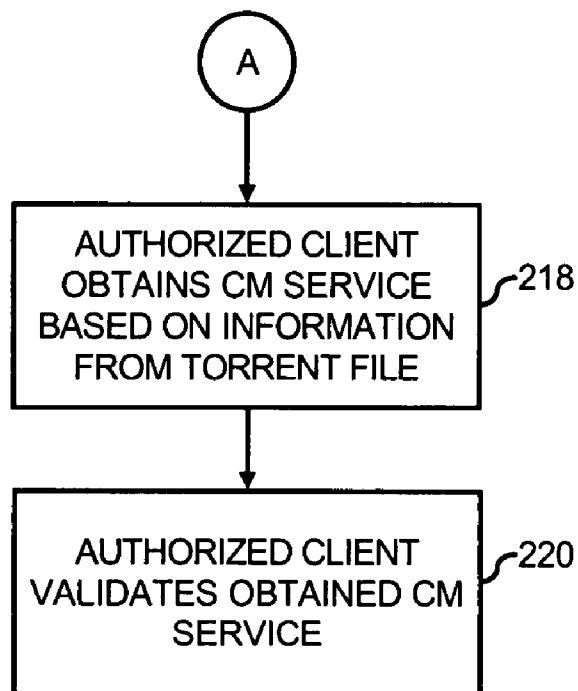 A
AUTHORIZED CLIENT
OBTAINS CM SERVICE
BASED ON INFORMATION
FROM TORRENT FILE
218
AUTHORIZED CLIENT
VALIDATES OBTAINED CM
SERVICE
220